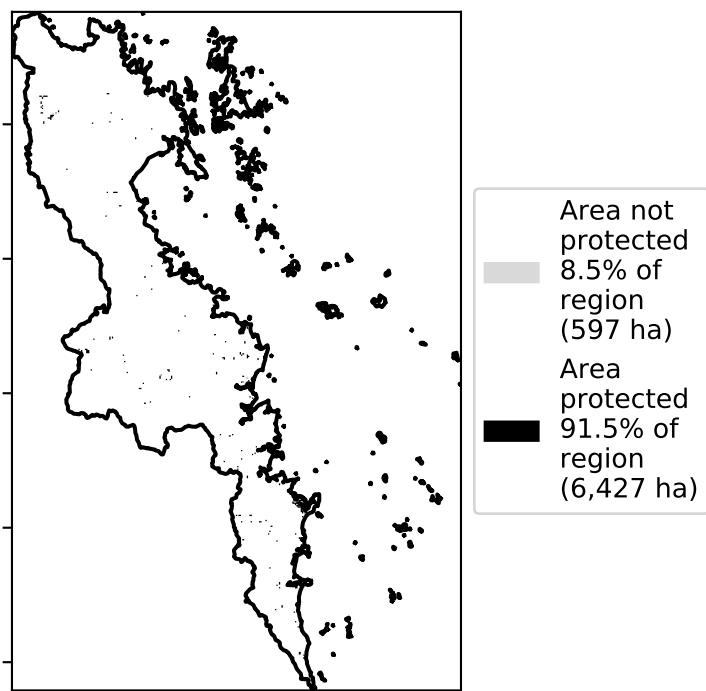 Area not
protected
8.5% of
region
(597 ha)
Area
protected
91.5% of
region
(6,427 ha)